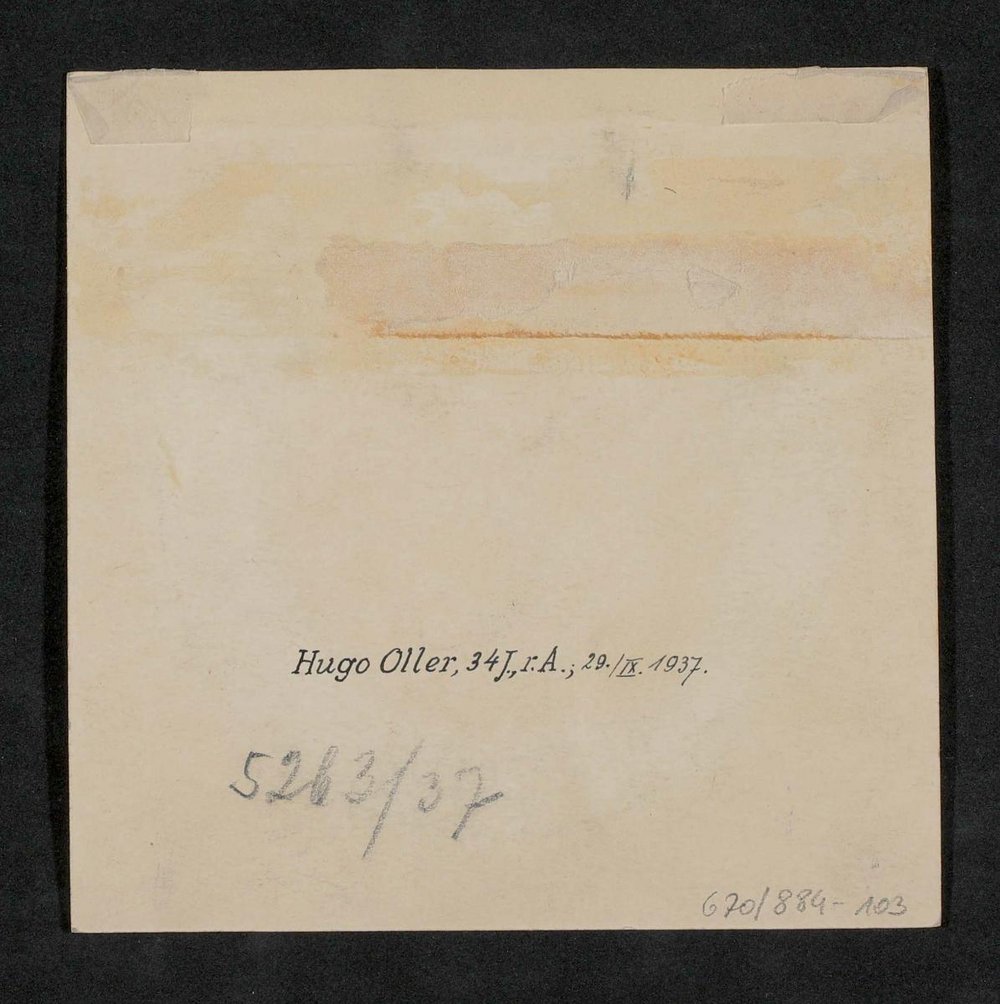 Hugo Oller, 34J., r. A.; 29./IX. 1937.
5263/37
670/884-103